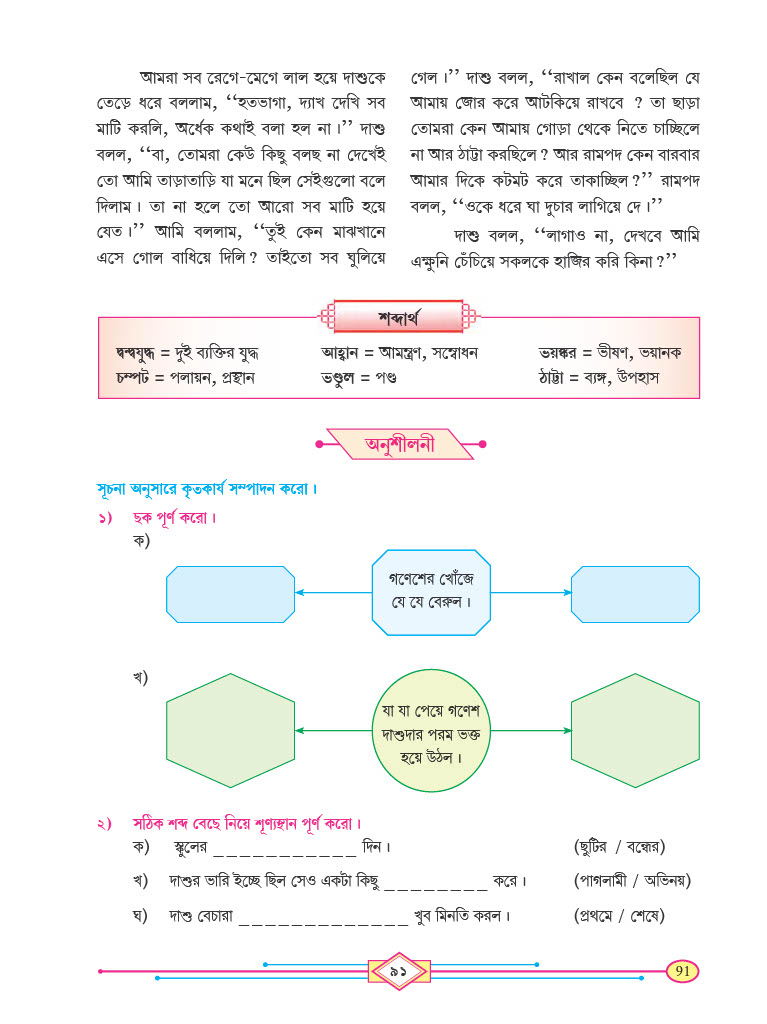 আমরা সব রেগে-মেগে লাল হয়ে দাশুকে
তেড়ে ধরে বললাম, ‘‘হতভাগা, দ্যাখ দেখি সব
মাটি করলি, অর্ধেক কথাই বলা হল না।’’ দাশু
বলল, ‘‘বা, তোমরা কেউ কিছু বলছ না দেখেই
তো আমি তাড়াতাড়ি যা মনে ছিল সেইগুলো বলে
দিলাম। তা না হলে তো আরো সব মাটি হয়ে
যেত।’’ আমি বললাম, ‘‘তুই কেন মাঝখানে
এসে গোল বাধিয়ে দিলি? তাইতো সব ঘুলিয়ে
গেল।’’ দাশু বলল, ‘‘রাখাল কেন বলেছিল যে
আমায় জোর করে আটকিয়ে রাখবে ? তা ছাড়া
তোমরা কেন আমায় গোড়া থেকে নিতে চাচ্ছিলে
না আর ঠাট্টা করছিলে? আর রামপদ কেন বারবার
আমার দিকে কটমট করে তাকাচ্ছিল?’’ রামপদ
বলল, ‘‘ওকে ধরে ঘা দুচার লাগিয়ে দে।’’
দাশু বলল, ‘‘লাগাও না, দেখবে আমি
এক্ষুনি চেঁচিয়ে সকলকে হাজির করি কিনা?’’
শব্দার্থ
দ্বন্দ্বযুদ্ধ = দুই ব্যক্তির যুদ্ধ
আহ্বান = আমন্ত্রণ, সম্বোধন
ভয়ঙ্কর = ভীষণ, ভয়ানক
চম্পট = পলায়ন, প্রস্থান
ভণ্ডুল = পণ্ড
ঠাট্টা = ব্যঙ্গ, উপহাস
অনুশীলনী
সূচনা অনুসারে কৃতকার্য সম্পাদন করো।
১) ছক পূর্ণ করো।
ক)
গণেশের খোঁজে
যে যে বেরুল।
খ)
যা যা পেয়ে গণেশ
দাশুদার পরম ভক্ত
হয়ে উঠল।
২) সঠিক শব্দ বেছে নিয়ে শূণ্যস্থান পূর্ণ করো।
ক) স্কুলের ___________ দিন। (ছুটির / বন্ধের)
খ) দাশুর ভারি ইচ্ছে ছিল সেও একটা কিছু ________ করে। (পাগলামী / অভিনয়)
ঘ) দাশু বেচারা _____________ খুব মিনতি করল। (প্রথমে / শেষে)
৯১
91